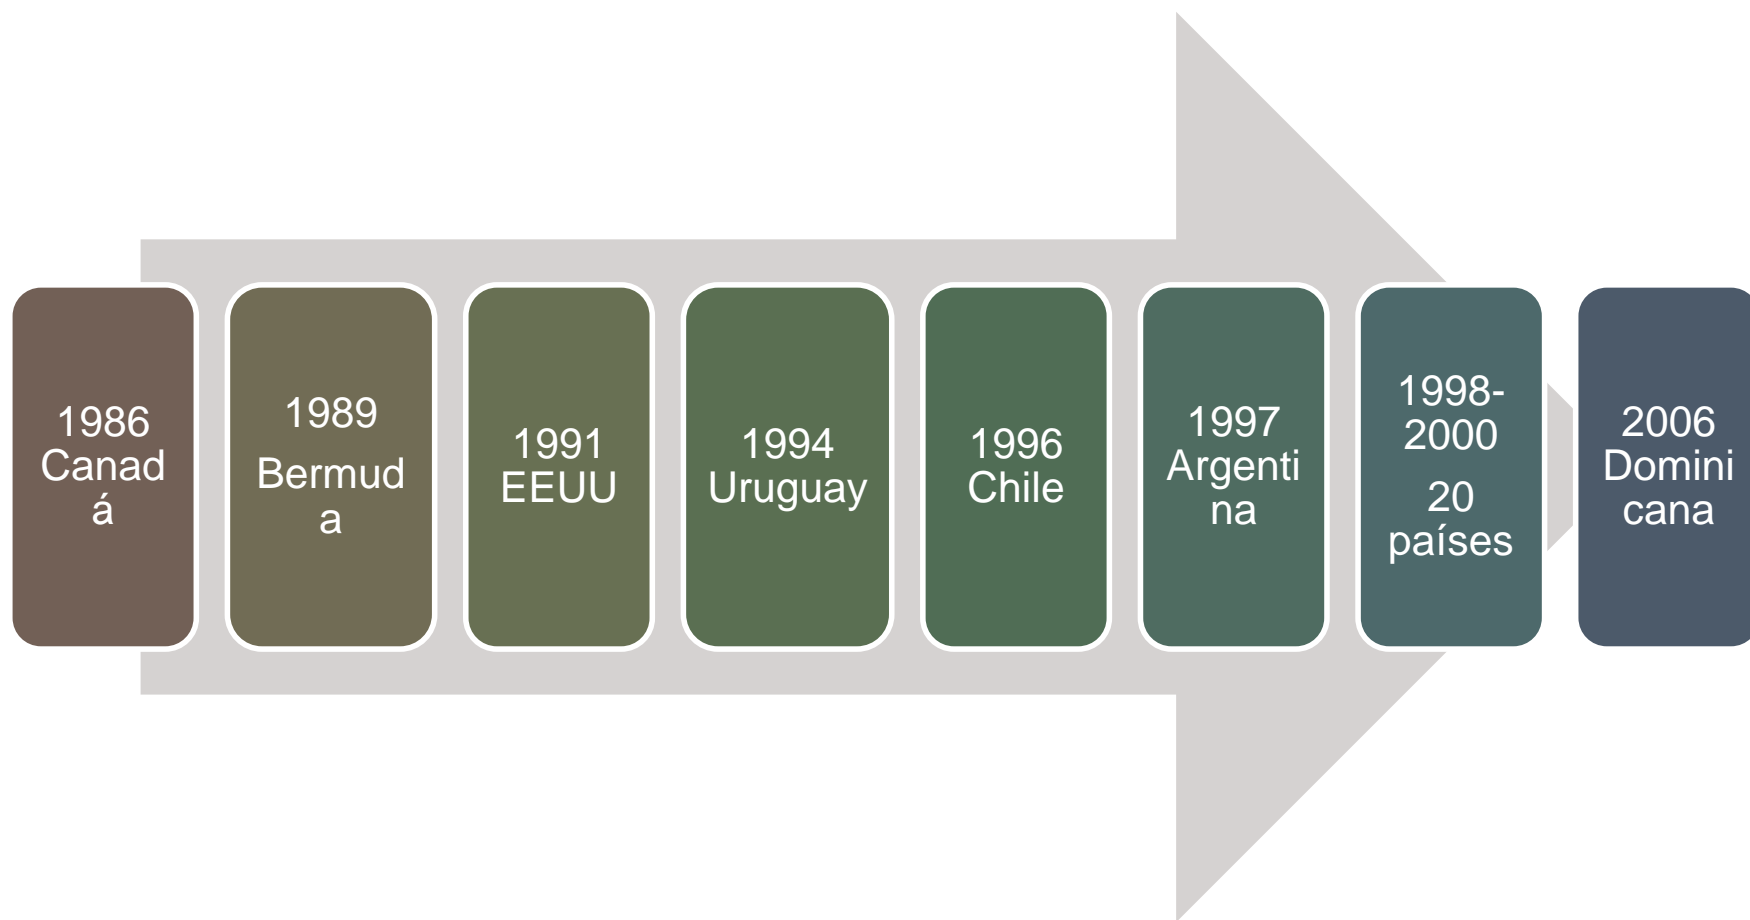 1986
Canad
á
1989
Bermud
a
1991
EEUU
1994
Uruguay
1996
Chile
1997
Argenti
na
1998-
2000
20
países
2006
Domini
cana